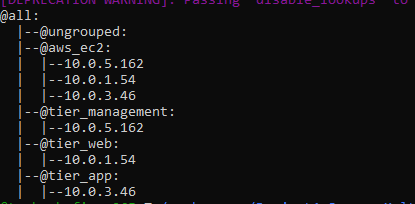 [DEPRECATION WARNING]: Passing 'disable_lookups' to
@all:
  |--@ungrouped:
  |--@aws_ec2:
  |  |--10.0.5.162
  |  |--10.0.1.54
  |  |--10.0.3.46
  |--@tier_management:
  |  |--10.0.5.162
  |--@tier_web:
  |  |--10.0.1.54
  |--@tier_app:
  |  |--10.0.3.46